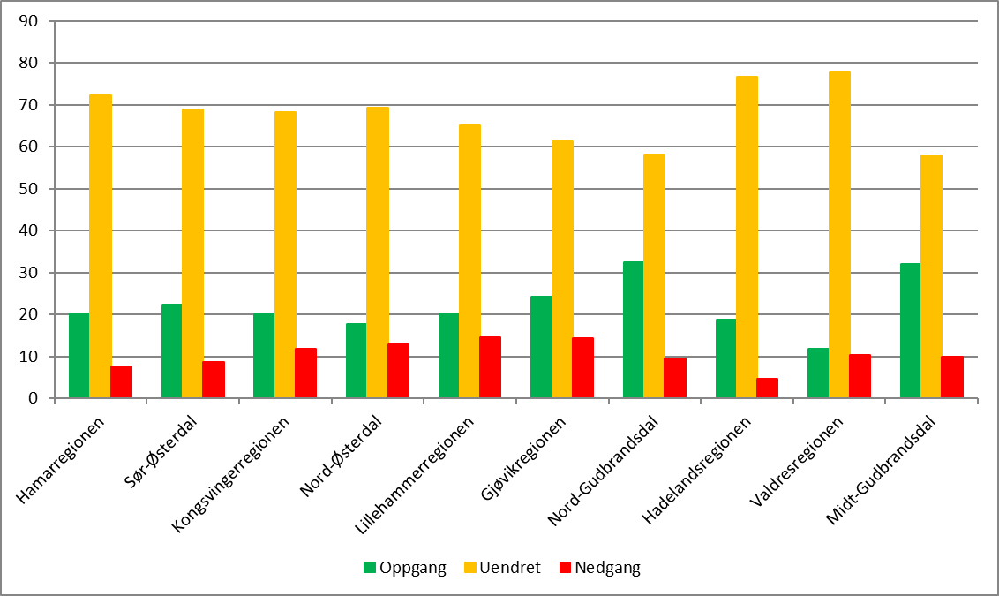 90
80
70
60
50
40
30
20
10
0
Hamarregionen
Sør-Østerdal
Kongsvingerregionen
Nord-Østerdal
Lillehammerregionen
Gjøvikregionen
Nord-Gudbrandsdal
Hadelandsregionen
Valdresregionen
Midt-Gudbrandsdal
Oppgang Uendret Nedgang